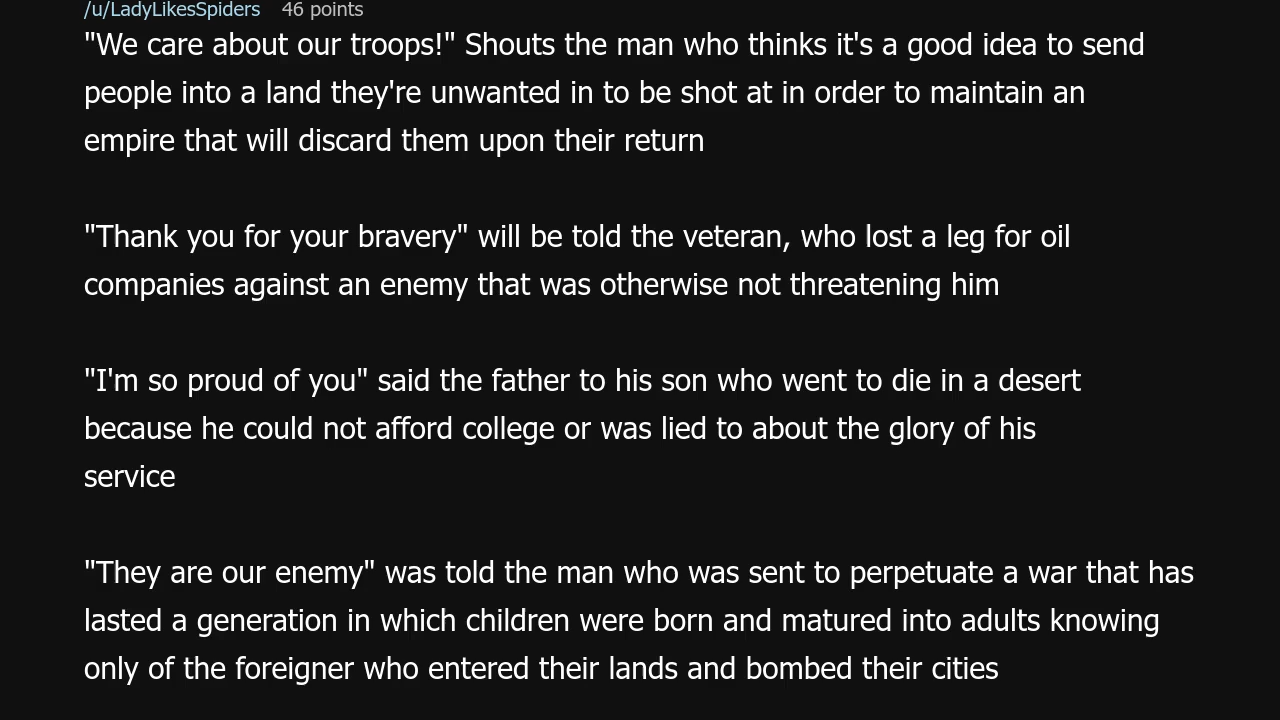 /u/LadyLikesSpiders 46 points
"We care about our troops!" Shouts the man who thinks it's a good idea to send
people into a land they're unwanted in to be shot at in order to maintain an
empire that will discard them upon their return
"Thank you for your bravery" will be told the veteran, who lost a leg for oil
companies against an enemy that was otherwise not threatening him
"I'm so proud of you" said the father to his son who went to die in a desert
because he could not afford college or was lied to about the glory of his
service
"They are our enemy" was told the man who was sent to perpetuate a war that has
lasted a generation in which children were born and matured into adults knowing
only of the foreigner who entered their lands and bombed their cities